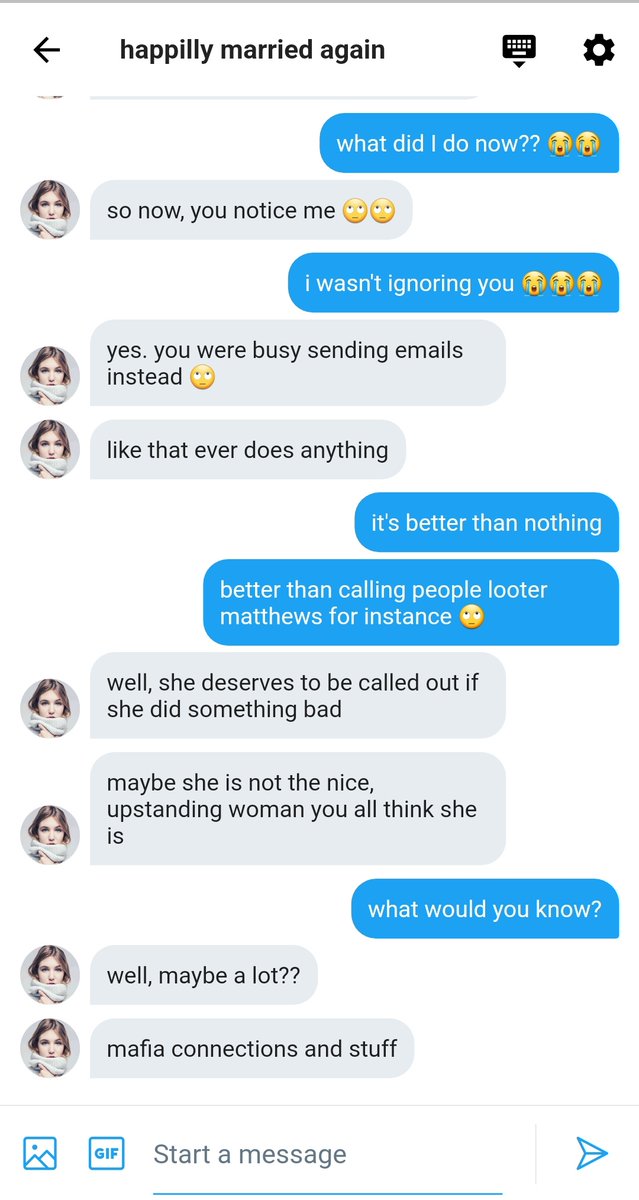 happilly married again
what did I do now?? 😭😭
so now, you notice me 🙄🙄
i wasn't ignoring you 😭😭😭
yes. you were busy sending emails
instead 🙄
like that ever does anything
it's better than nothing
better than calling people looter
matthews for instance 🙄
well, she deserves to be called out if
she did something bad
maybe she is not the nice,
upstanding woman you all think she
is
what would you know?
well, maybe a lot??
mafia connections and stuff
GIF
Start a message